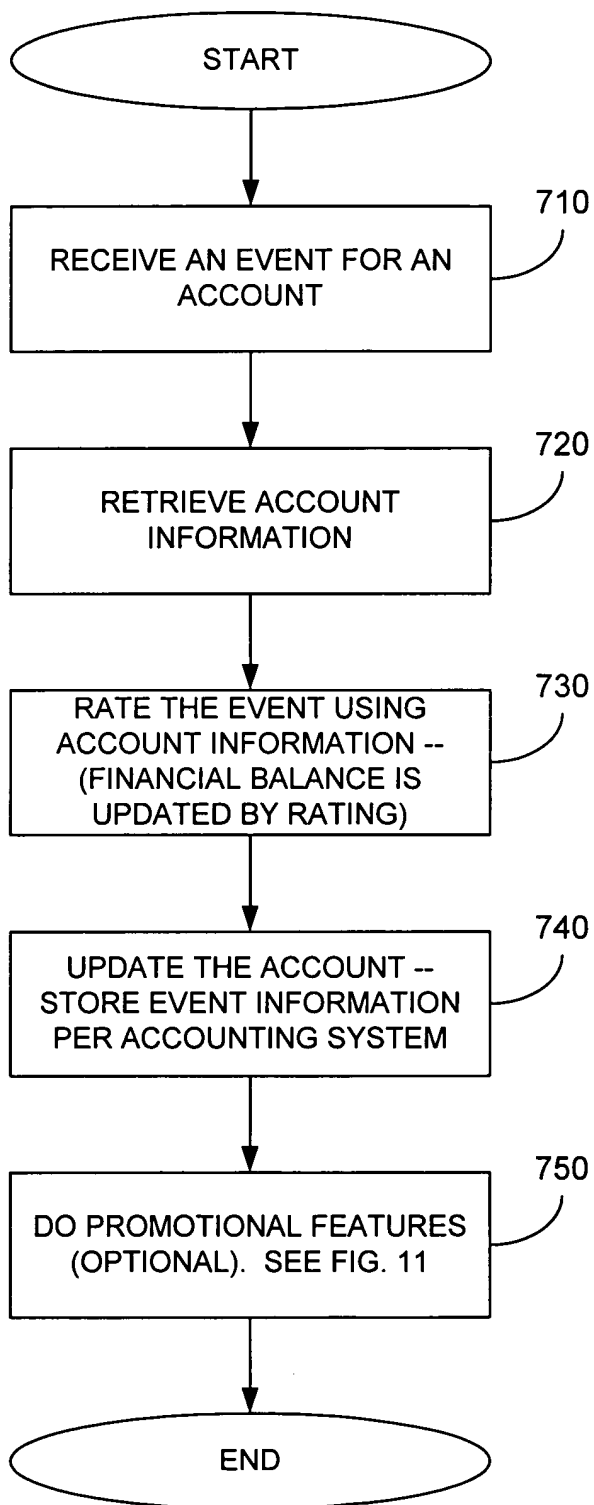 START
710
RECEIVE AN EVENT FOR AN
ACCOUNT
720
RETRIEVE ACCOUNT
INFORMATION
730
RATE THE EVENT USING
ACCOUNT INFORMATION --
(FINANCIAL BALANCE IS
UPDATED BY RATING)
740
UPDATE THE ACCOUNT --
STORE EVENT INFORMATION
PER ACCOUNTING SYSTEM
750
DO PROMOTIONAL FEATURES
(OPTIONAL). SEE FIG. 11
END